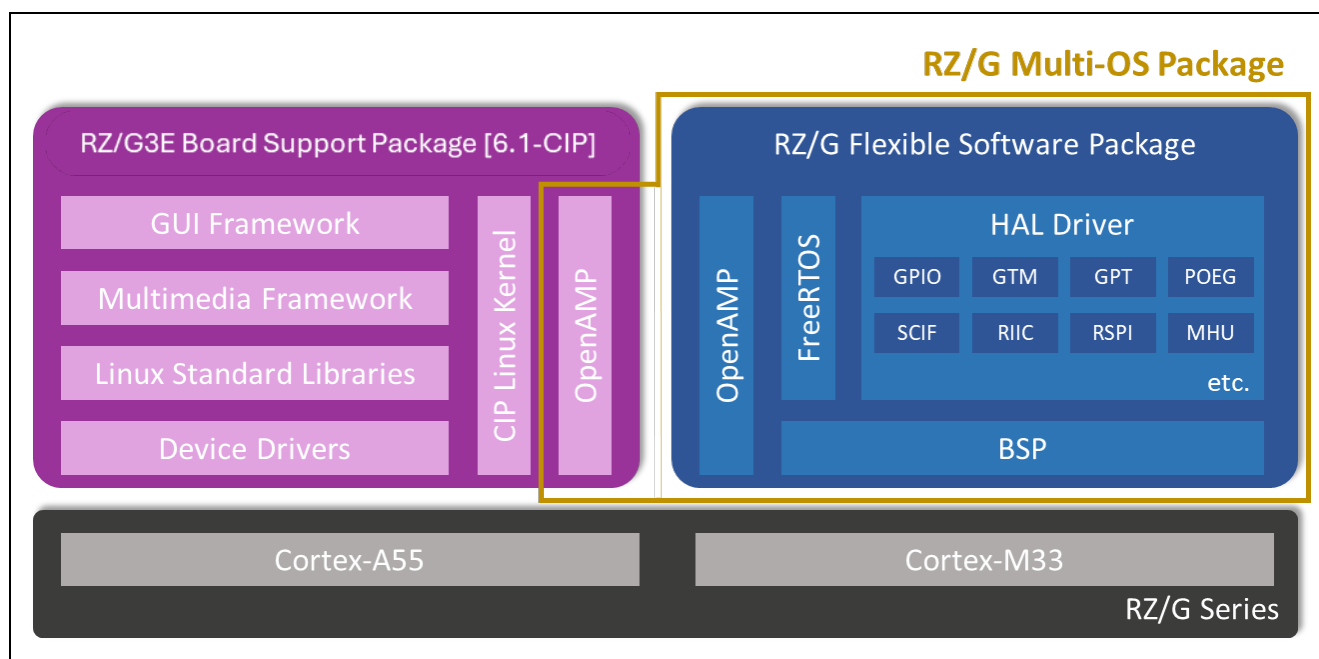 RZ/G Multi-OS Package
RZ/G3E Board Support Package [6.1-CIP]
GUI Framework
Multimedia Framework
Linux Standard Libraries
Device Drivers
CIP Linux Kernel
OpenAMP
RZ/G Flexible Software Package
OpenAMP
FreeRTOS
HAL Driver
GPIO GTM GPT POEG
SCIF RIIC RSPI MHU
etc.
BSP
Cortex-A55
Cortex-M33
RZ/G Series